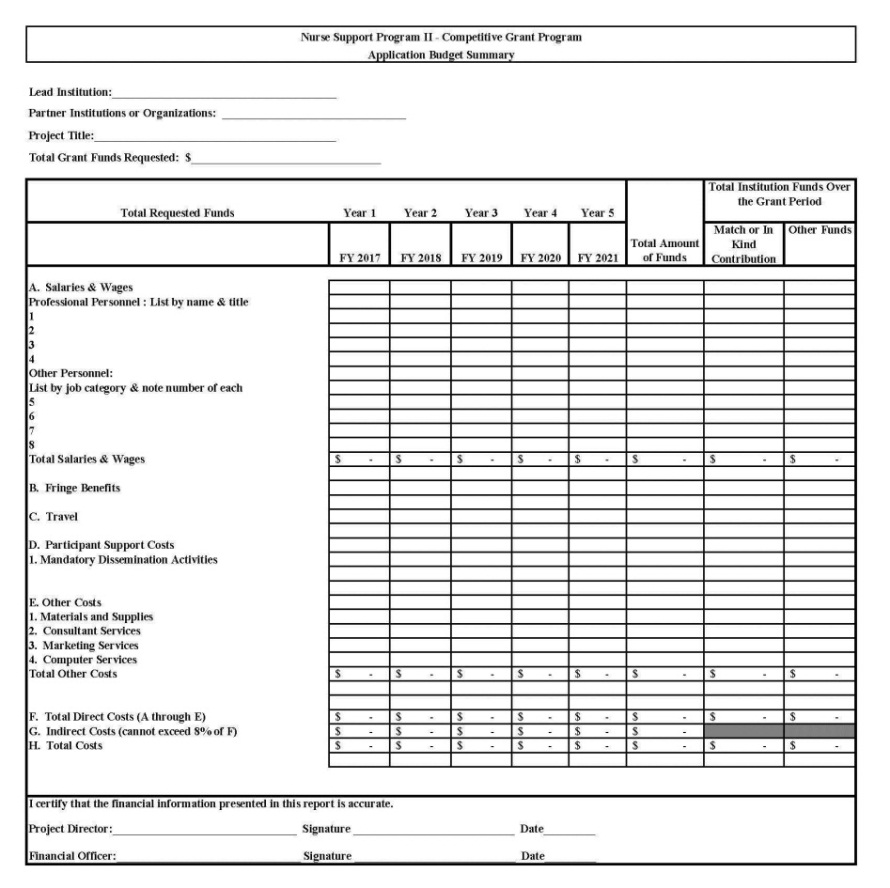 Nurse Support Program II - Competitive Grant Program
Application Budget Summary
Lead Institution:
Partner Institutions or Organizations:
Project Title:
Total Grant Funds Requested: $
Total Institution Funds Over
the Grant Period
Total Requested Funds Year 1 Year 2 Year 3 Year 4 Year 5
Match or In Kind Contribution Other Funds
FY 2017 FY 2018 FY 2019 FY 2020 FY 2021 Total Amount of Funds
A. Salaries & Wages
Professional Personnel : List by name & title
1
2
3
4
Other Personnel:
List by job category & note number of each
5
6
7
8
Total Salaries & Wages $ - $ - $ - $ - $ - $ - $ - $ -
B. Fringe Benefits
C. Travel
D. Participant Support Costs
1. Mandatory Dissemination Activities
E. Other Costs
1. Materials and Supplies
2. Consultant Services
3. Marketing Services
4. Computer Services
Total Other Costs $ - $ - $ - $ - $ - $ - $ - $ -
F. Total Direct Costs (A through E) $ - $ - $ - $ - $ - $ - $ - $ -
G. Indirect Costs (cannot exceed 8% of F) $ - $ - $ - $ - $ - $ -
H. Total Costs $ - $ - $ - $ - $ - $ - $ - $ -
I certify that the financial information presented in this report is accurate.
Project Director: Signature Date
Financial Officer: Signature Date